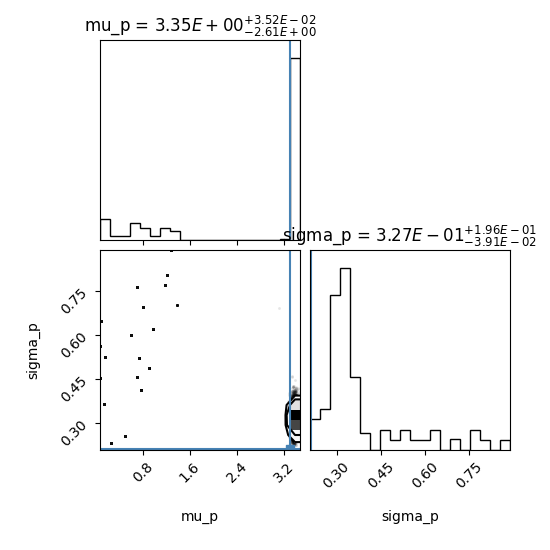 mu_p = 3.35E + 00+3.52E−02−2.61E+00
sigma_p = 3.27E − 01+1.96E−01−3.91E−02
sigma_p
0.75
0.60
0.45
0.30
0.8 1.6 2.4 3.2
0.30 0.45 0.60 0.75
mu_p
sigma_p